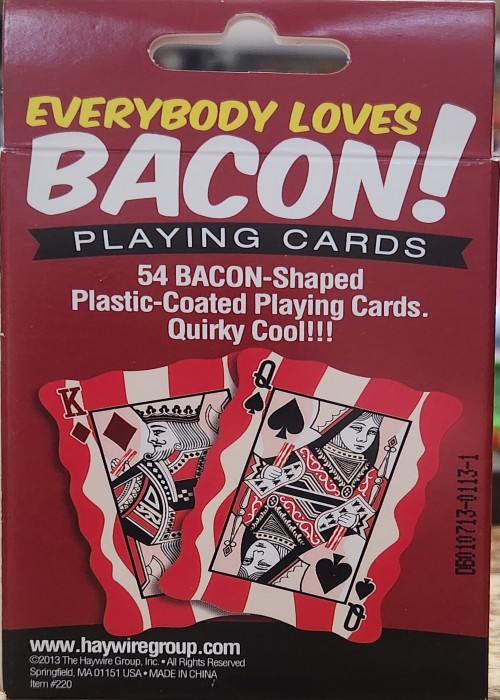 EVERYBODY LOVES
BACON!
PLAYING CARDS
54 BACON-Shaped
Plastic-Coated Playing Cards.
Quirky Cool!!!
K
Q
Q
DB010713-0113-1
www.haywiregroup.com
©2013 The Haywire Group, Inc. • All Rights Reserved
Springfield, MA 01151 USA • MADE IN CHINA
Item #220